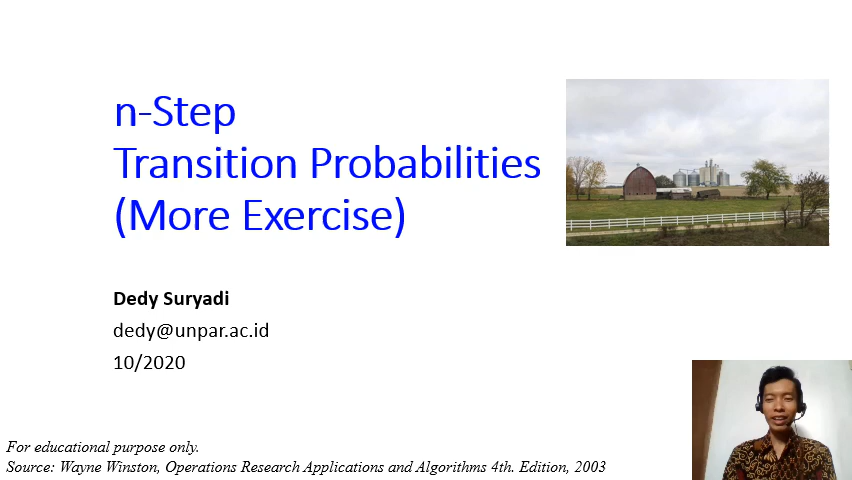 n-Step
Transition Probabilities
(More Exercise)
Dedy Suryadi
dedy@unpar.ac.id
10/2020
For educational purpose only.
Source: Wayne Winston, Operations Research Applications and Algorithms 4th. Edition, 2003